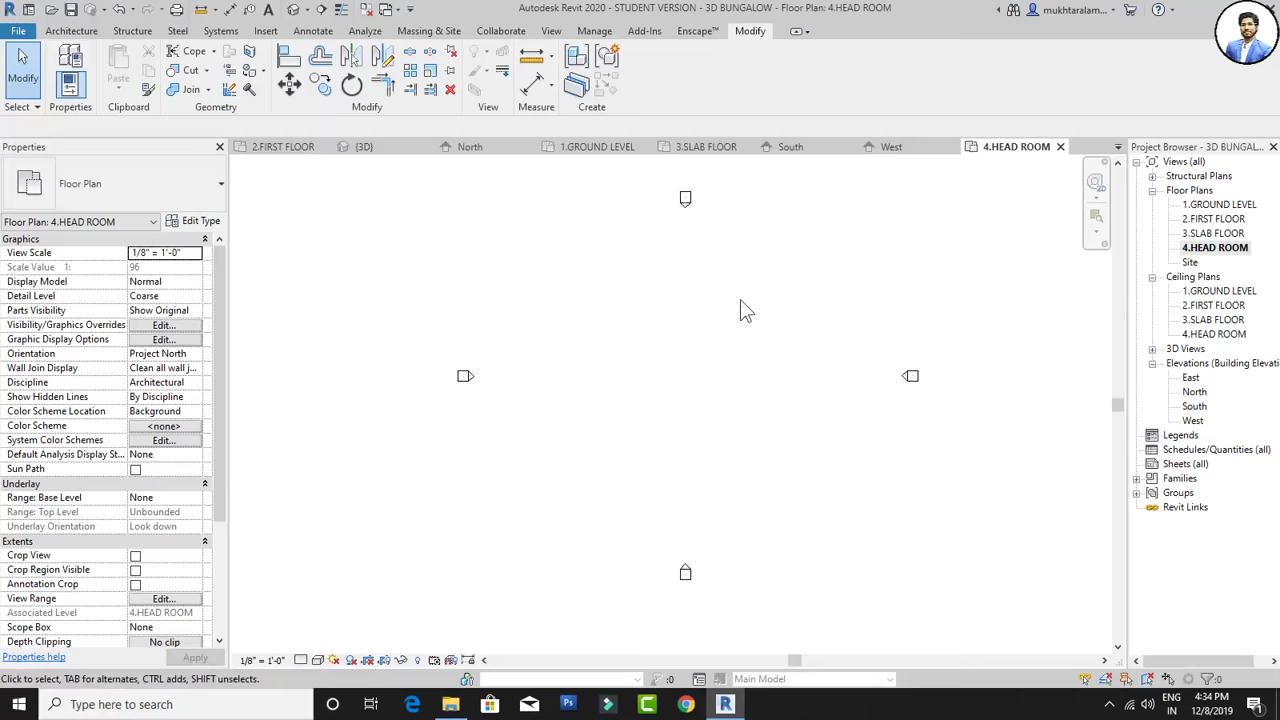 Autodesk Revit 2020 - STUDENT VERSION - 3D BUNGALOW - Floor Plan: 4.HEAD ROOM
mukhtaralam...
File Architecture Structure Steel Systems Insert Annotate Analyze Massing & Site Collaborate View Manage Add-Ins Enscape™ Modify
Modify
Properties
Paste
Cope
Cut
Join
Select Properties Clipboard Geometry Modify View Measure Create
Properties
2.FIRST FLOOR {3D} North 1.GROUND LEVEL 3.SLAB FLOOR South West 4.HEAD ROOM
Floor Plan
Floor Plan: 4.HEAD ROOM Edit Type
Graphics
View Scale 1/8" = 1'-0"
Scale Value 1: 96
Display Model Normal
Detail Level Coarse
Parts Visibility Show Original
Visibility/Graphics Overrides Edit...
Graphic Display Options Edit...
Orientation Project North
Wall Join Display Clean all wall j...
Discipline Architectural
Show Hidden Lines By Discipline
Color Scheme Location Background
Color Scheme <none>
System Color Schemes Edit...
Default Analysis Display St... None
Sun Path
Underlay
Range: Base Level None
Range: Top Level Unbounded
Underlay Orientation Look down
Extents
Crop View
Crop Region Visible
Annotation Crop
View Range Edit...
Associated Level 4.HEAD ROOM
Scope Box None
Depth Clipping No clip
Properties help Apply
Project Browser - 3D BUNG...
Views (all)
Structural Plans
Floor Plans
1.GROUND LEVEL
2.FIRST FLOOR
3.SLAB FLOOR
4.HEAD ROOM
Site
Ceiling Plans
1.GROUND LEVEL
2.FIRST FLOOR
3.SLAB FLOOR
4.HEAD ROOM
3D Views
Elevations (Building Elevati
East
North
South
West
Legends
Schedules/Quantities (all)
Sheets (all)
Families
Groups
Revit Links
1/8" = 1'-0"
Click to select, TAB for alternates, CTRL adds, SHIFT unselects.
:0
Main Model
:0
Type here to search
ENG
IN
4:34 PM
12/8/2019